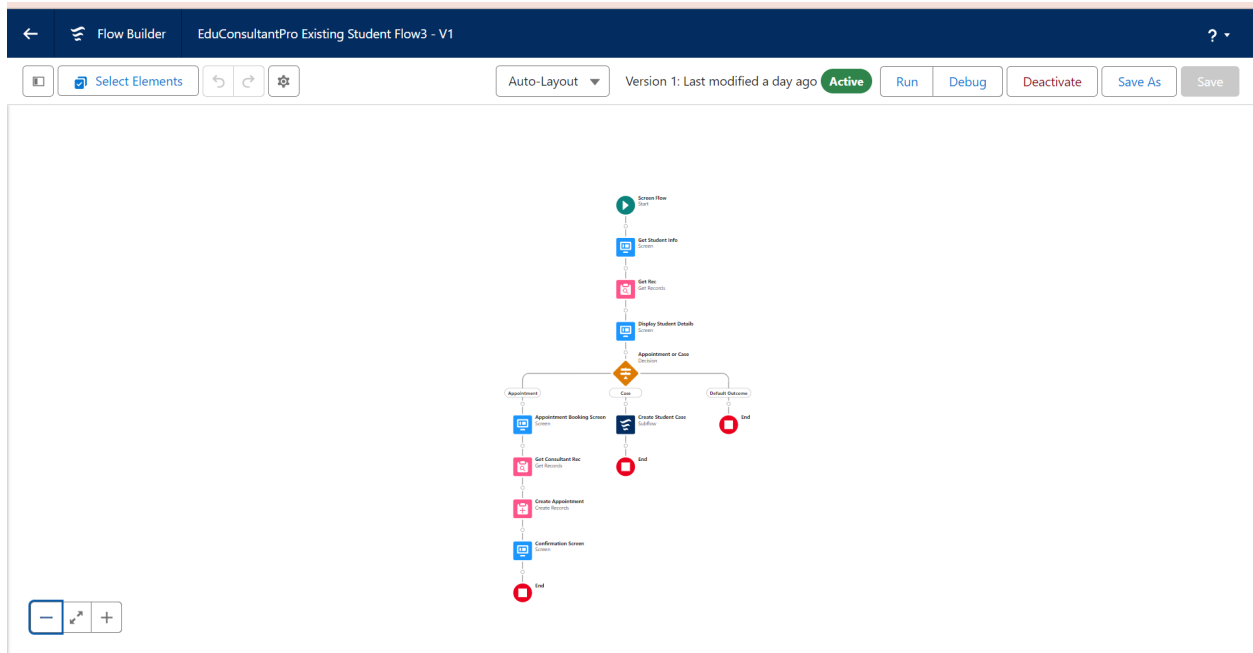 Flow Builder EduConsultantPro Existing Student Flow3 - V1 ?
Select Elements Auto-Layout Version 1: Last modified a day ago Active Run Debug Deactivate Save As Save
Screen Flow
Start
Get Student Info
Screen
Get Rec
Get Records
Display Student Details
Screen
Appointment or Case
Decision
Appointment Case Default Outcome
Appointment Booking Screen Create Student Case End
Screen Subflow
Get Consultant Rec End
Get Records
Create Appointment
Create Records
Confirmation Screen
Screen
End